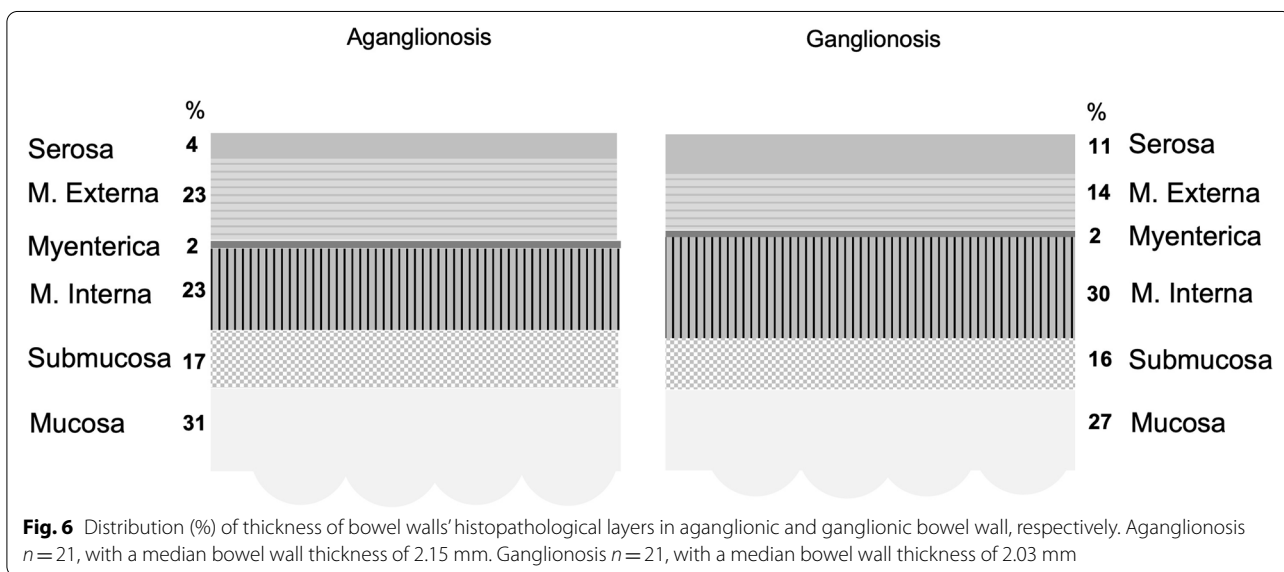 Aganglionosis Ganglionosis
% %
Serosa 4 11 Serosa
M. Externa 23 14 M. Externa
Myenterica 2 2 Myenterica
M. Interna 23 30 M. Interna
Submucosa 17 16 Submucosa
Mucosa 31 27 Mucosa
Fig. 6 Distribution (%) of thickness of bowel walls' histopathological layers in aganglionic and ganglionic bowel wall, respectively. Aganglionosis
n = 21, with a median bowel wall thickness of 2.15 mm. Ganglionosis n = 21, with a median bowel wall thickness of 2.03 mm